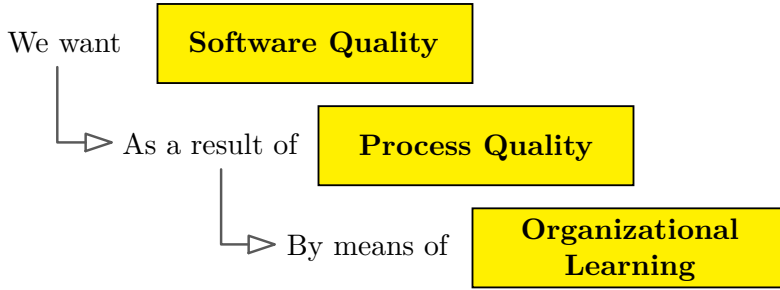 We want Software Quality
As a result of Process Quality
By means of Organizational
Learning